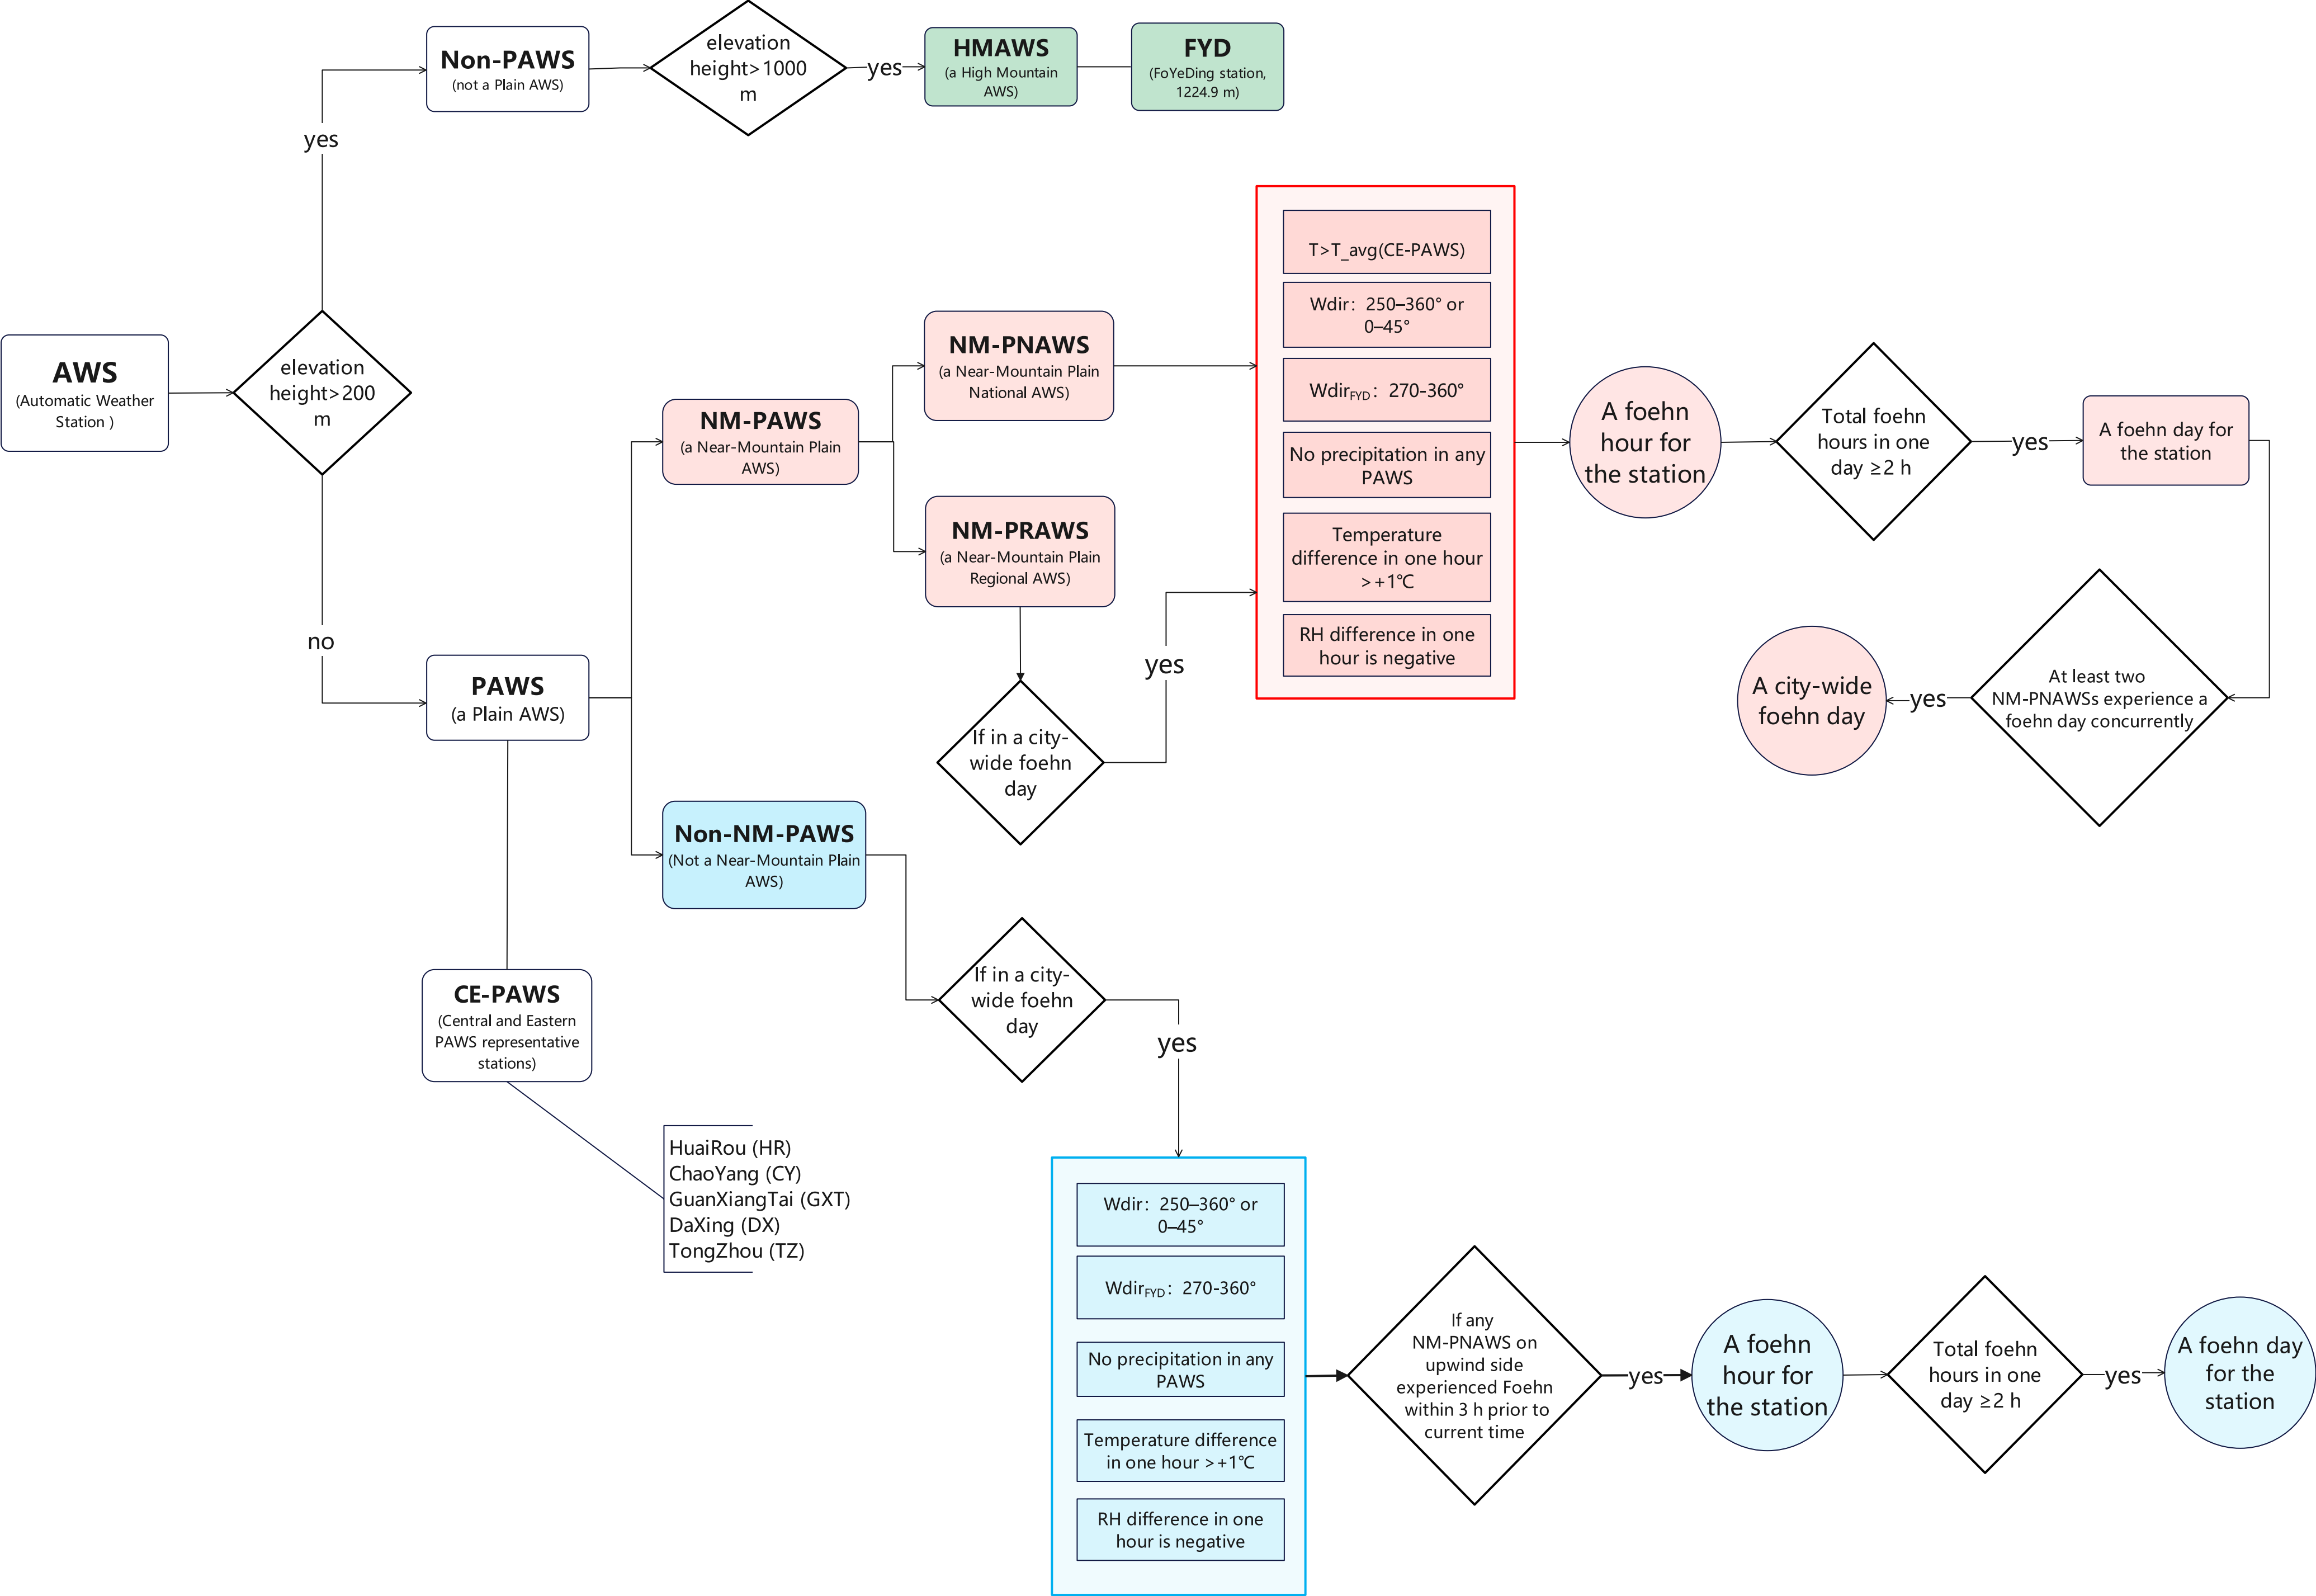 Non-PAWS
(not a Plain AWS)
elevation
height>1000
m
yes
HMAWS
(a High Mountain
AWS)
FYD
(FoYeDing station,
1224.9 m)
yes
AWS
(Automatic Weather
Station )
elevation
height>200
m
no
PAWS
(a Plain AWS)
NM-PAWS
(a Near-Mountain Plain
AWS)
NM-PNAWS
(a Near-Mountain Plain
National AWS)
NM-PRAWS
(a Near-Mountain Plain
Regional AWS)
If in a city-
wide foehn
day
yes
T>T_avg(CE-PAWS)
Wdir: 250–360° or
0–45°
WdirFYD: 270-360°
No precipitation in any
PAWS
Temperature
difference in one hour
>+1℃
RH difference in one
hour is negative
A foehn
hour for
the station
Total foehn
hours in one
day ≥2 h
yes
A foehn day for
the station
At least two
NM-PNAWSs experience a
foehn day concurrently
yes
A city-wide
foehn day
Non-NM-PAWS
(Not a Near-Mountain Plain
AWS)
If in a city-
wide foehn
day
yes
CE-PAWS
(Central and Eastern
PAWS representative
stations)
HuaiRou (HR)
ChaoYang (CY)
GuanXiangTai (GXT)
DaXing (DX)
TongZhou (TZ)
Wdir: 250–360° or
0–45°
WdirFYD: 270-360°
No precipitation in any
PAWS
Temperature difference
in one hour >+1℃
RH difference in one
hour is negative
If any
NM-PNAWS on
upwind side
experienced Foehn
within 3 h prior to
current time
yes
A foehn
hour for
the station
Total foehn
hours in one
day ≥2 h
yes
A foehn day
for the
station